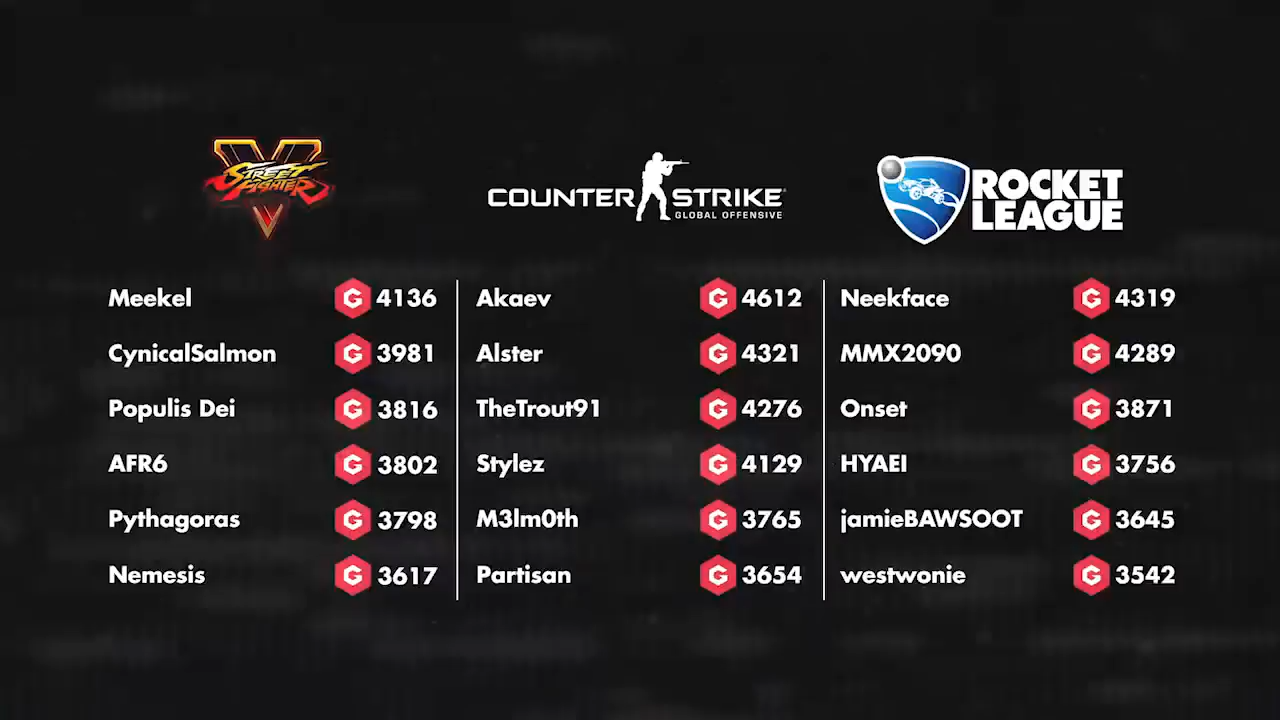 STREET FIGHTER V
COUNTER STRIKE
GLOBAL OFFENSIVE
ROCKET LEAGUE
Meekel G 4136
CynicalSalmon G 3981
Populis Dei G 3816
AFR6 G 3802
Pythagoras G 3798
Nemesis G 3617
Akaev G 4612
Alster G 4321
TheTrout91 G 4276
Stylez G 4129
M3lm0th G 3765
Partisan G 3654
Neekface G 4319
MMX2090 G 4289
Onset G 3871
HYAEI G 3756
jamieBAWSOOT G 3645
westwonie G 3542